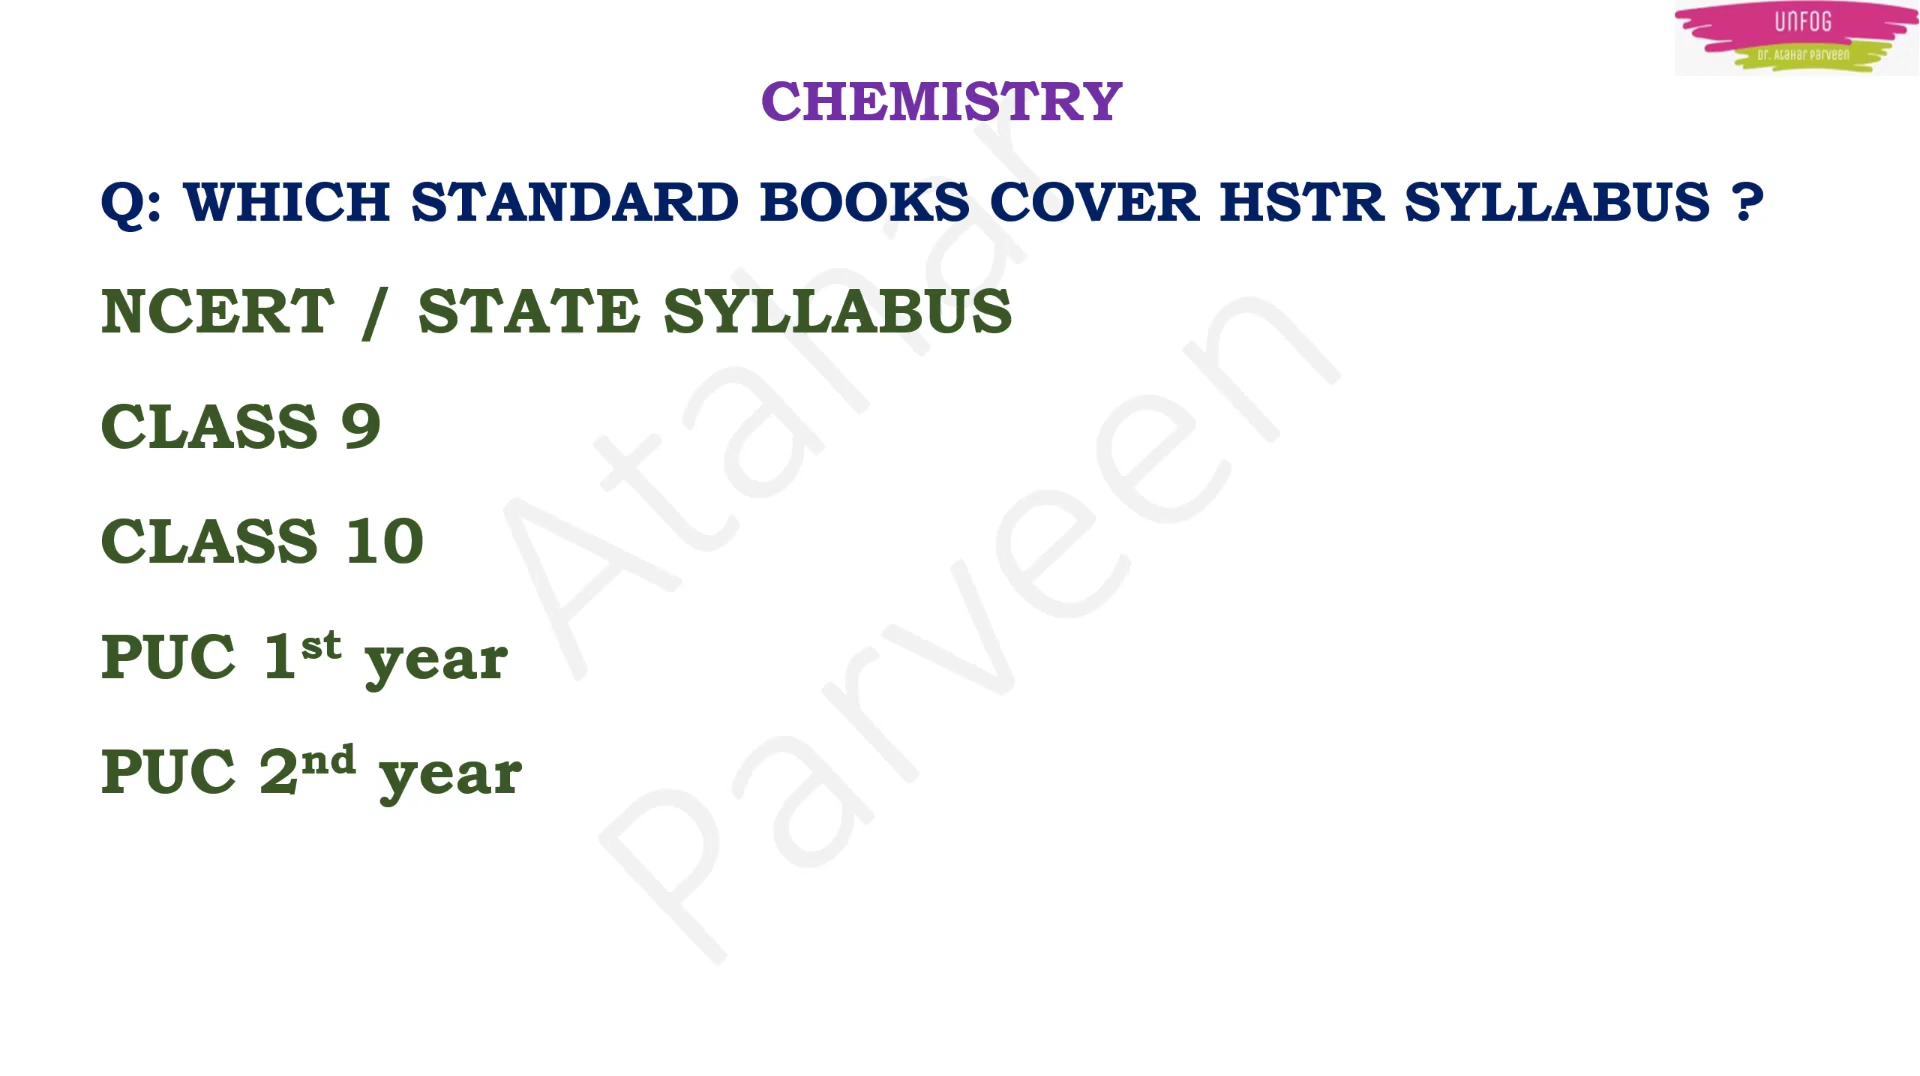 UNFOG
Dr. Atahar Parveen
CHEMISTRY
Q: WHICH STANDARD BOOKS COVER HSTR SYLLABUS ?
NCERT / STATE SYLLABUS
CLASS 9
CLASS 10
PUC 1st year
PUC 2nd year
Atahar
Parveen